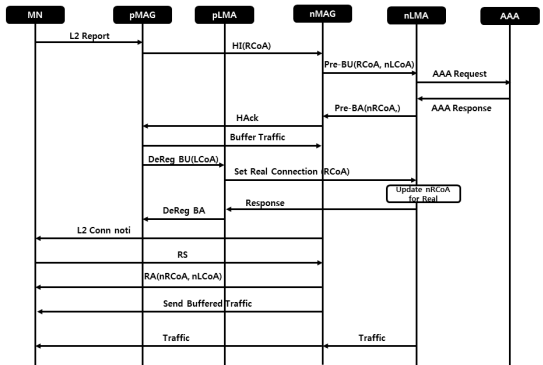 MN pMAG pLMA nMAG nLMA AAA
L2 Report
HI(RCoA)
Pre-BU(RCoA, nLCoA)
AAA Request
AAA Response
Pre-BA(nRCoA,)
HAck
Buffer Traffic
DeReg BU(LCoA)
Set Real Connection (RCoA)
Update nRCoA
for Real
Response
DeReg BA
L2 Conn noti
RS
RA(nRCoA, nLCoA)
Send Buffered Traffic
Traffic
Traffic